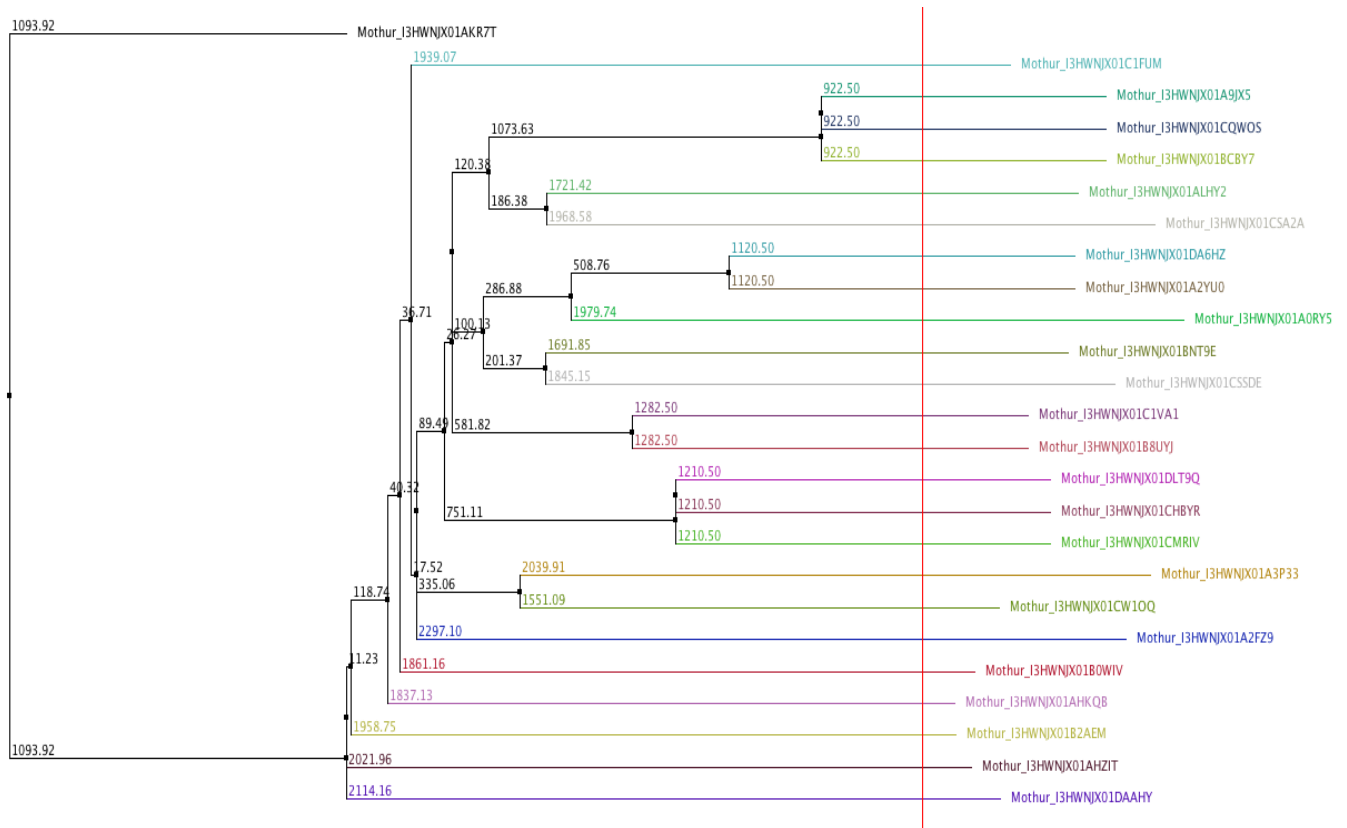 1093.92
Mothur_I3HWNJX01AKR7T
1939.07
Mothur_I3HWNJX01C1FUM
922.50
Mothur_I3HWNJX01A9JX5
922.50
Mothur_I3HWNJX01CQWOS
1073.63
922.50
Mothur_I3HWNJX01BCBY7
120.38
1721.42
Mothur_I3HWNJX01ALHY2
186.38
1968.58
Mothur_I3HWNJX01CSA2A
1120.50
Mothur_I3HWNJX01DA6HZ
508.76
1120.50
Mothur_I3HWNJX01A2YU0
286.88
1979.74
Mothur_I3HWNJX01A0RY5
36.71
100.13
26.27
1691.85
Mothur_I3HWNJX01BNT9E
201.37
1845.15
Mothur_I3HWNJX01CSSDE
1282.50
Mothur_I3HWNJX01C1VA1
89.49
581.82
1282.50
Mothur_I3HWNJX01B8UYJ
1210.50
Mothur_I3HWNJX01DLT9Q
40.32
1210.50
Mothur_I3HWNJX01CHBYR
751.11
1210.50
Mothur_I3HWNJX01CMRIV
17.52
2039.91
Mothur_I3HWNJX01A3P33
335.06
1551.09
Mothur_I3HWNJX01CW1OQ
118.74
2297.10
Mothur_I3HWNJX01A2FZ9
11.23
1861.16
Mothur_I3HWNJX01B0WIV
1837.13
Mothur_I3HWNJX01AHKQB
1958.75
Mothur_I3HWNJX01B2AEM
1093.92
2021.96
Mothur_I3HWNJX01AHZIT
2114.16
Mothur_I3HWNJX01DAAHY